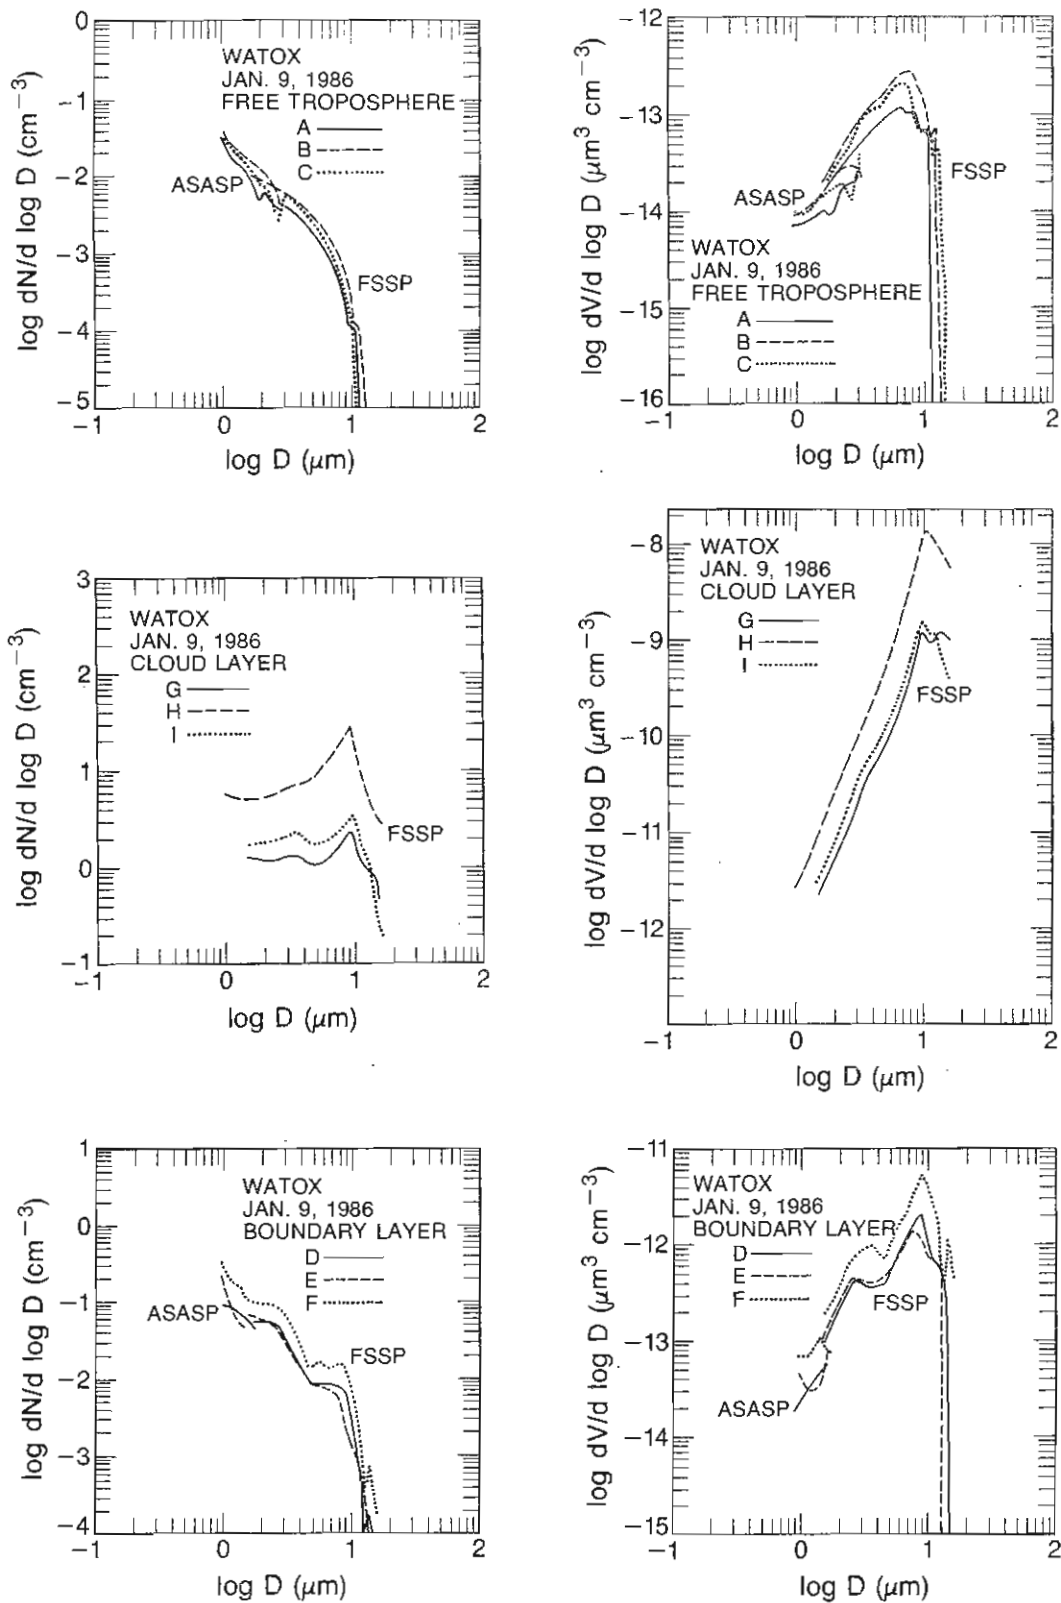 0
−1
−2
−3
−4
−5
−1
0
1
2
log dN/d log D (cm−3)
log D (μm)
WATOX
JAN. 9, 1986
FREE TROPOSPHERE
A
B
C
ASASP
FSSP
−12
−13
−14
−15
−16
−1
0
1
2
log dV/d log D (μm3 cm−3)
log D (μm)
ASASP
FSSP
WATOX
JAN. 9, 1986
FREE TROPOSPHERE
A
B
C
3
2
1
0
−1
−1
0
1
2
log dN/d log D (cm−3)
log D (μm)
WATOX
JAN. 9, 1986
CLOUD LAYER
G
H
I
FSSP
−8
−9
−10
−11
−12
−1
0
1
2
log dV/d log D (μm3 cm−3)
log D (μm)
WATOX
JAN. 9, 1986
CLOUD LAYER
G
H
I
FSSP
1
0
−1
−2
−3
−4
−1
0
1
2
log dN/d log D (cm−3)
log D (μm)
WATOX
JAN. 9, 1986
BOUNDARY LAYER
D
E
F
ASASP
FSSP
−11
−12
−13
−14
−15
−1
0
1
2
log dV/d log D (μm3 cm−3)
log D (μm)
WATOX
JAN. 9, 1986
BOUNDARY LAYER
D
E
F
FSSP
ASASP